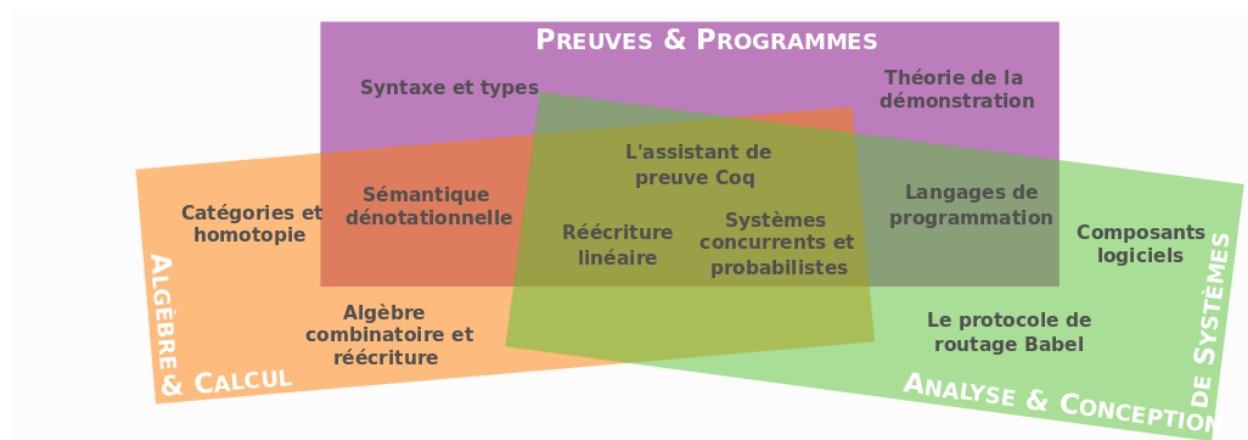 PREUVES & PROGRAMMES
Syntaxe et types
Théorie de la
démonstration
L'assistant de
preuve Coq
Sémantique
dénotationnelle
Langages de
programmation
Catégories et
homotopie
Réécriture
linéaire
Systèmes
concurrents et
probabilistes
Composants
logiciels
Algèbre
combinatoire et
réécriture
Le protocole de
routage Babel
ALGÈBRE
& CALCUL
ANALYSE & CONCEPTION
DE SYSTÈMES